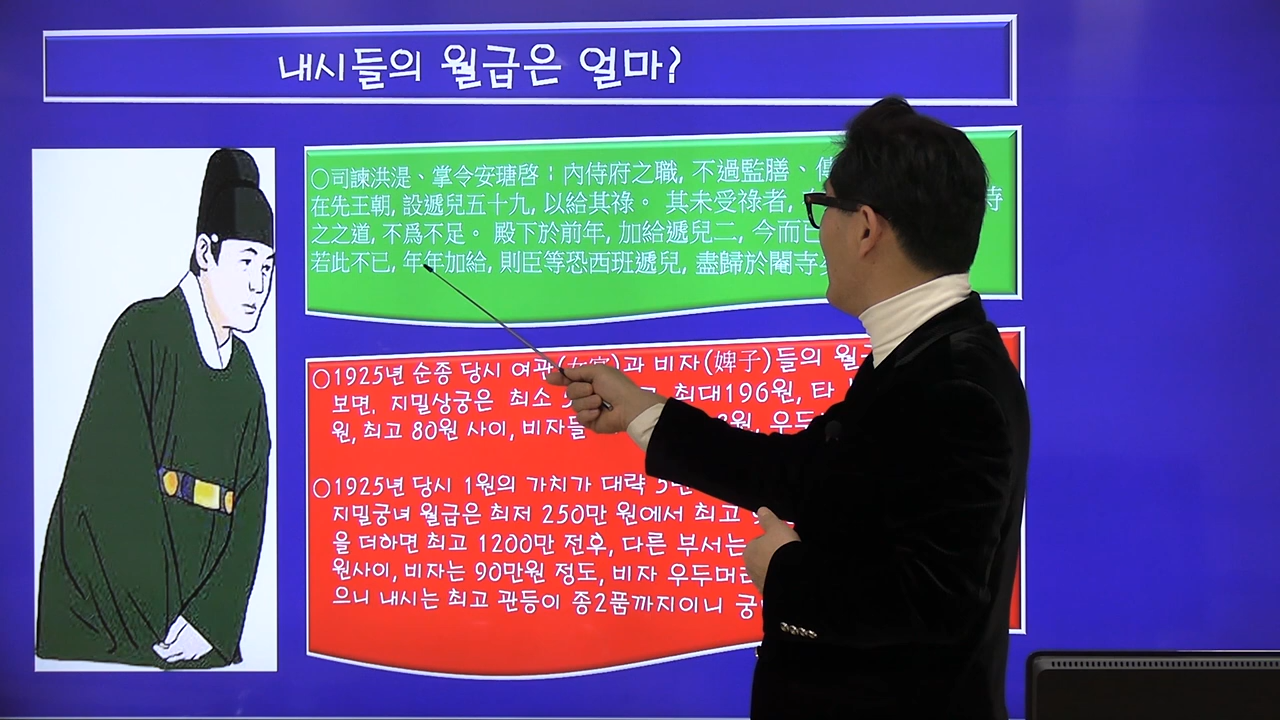 내시들의 월급은 얼마?
○司諫洪湜、掌令安瑭啓:內侍府之職, 不過監膳、傳
在先王朝, 設遞兒五十九, 以給其祿。 其未受祿者, 侍
之之道, 不爲不足。 殿下於前年, 加給遞兒二, 今而已
若此不已, 年年加給, 則臣等恐西班遞兒, 盡歸於閹寺
○1925년 순종 당시 여관(女官)과 비자(婢子)들의 월급
보면, 지밀상궁은 최소 최대196원, 타
원, 최고 80원 사이, 비자들
○1925년 당시 1원의 가치가 대략 5만
지밀궁녀 월급은 최저 250만 원에서 최고
을 더하면 최고 1200만 전후, 다른 부서는
원사이, 비자는 90만원 정도, 비자 우두머리
으니 내시는 최고 관등이 종2품까지이니